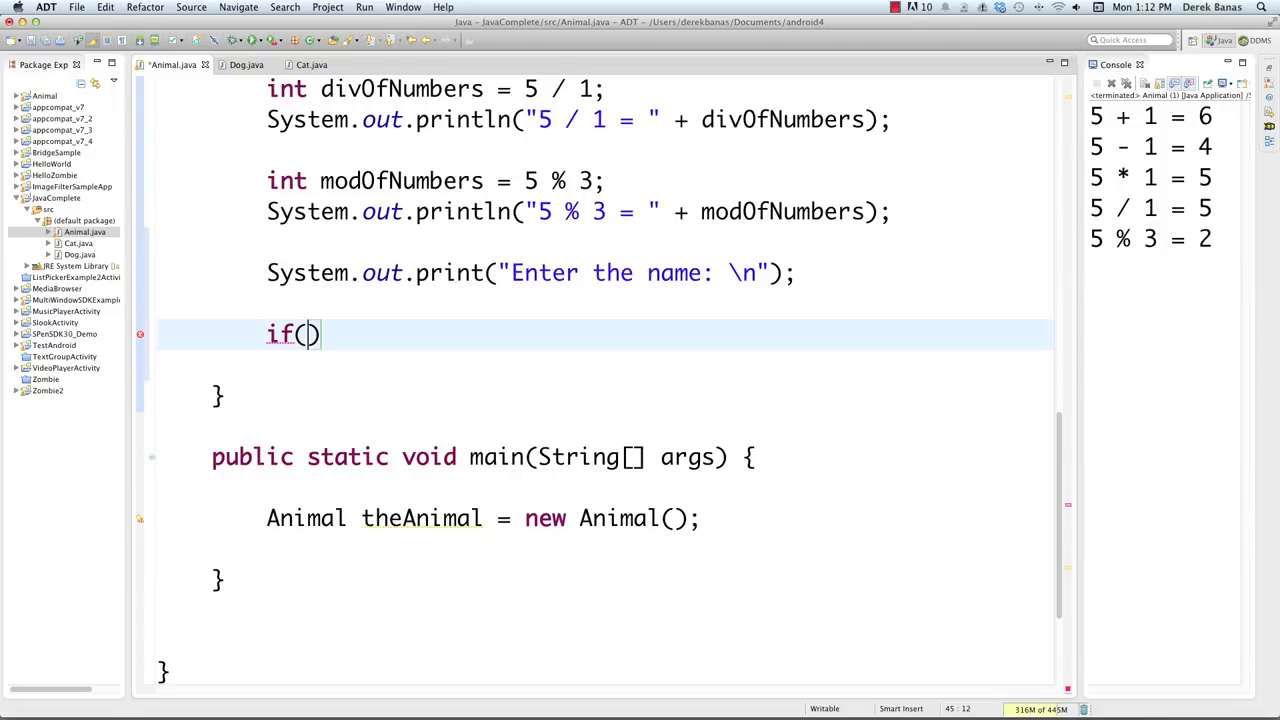 ADT File Edit Refactor Source Navigate Search Project Run Window Help 10 Mon 1:12 PM Derek Banas
Java - JavaComplete/src/Animal.java - ADT - /Users/derekbanas/Documents/android4
Quick Access Java DDMS
Package Exp
Animal
appcompat_v7
appcompat_v7_2
appcompat_v7_3
appcompat_v7_4
BridgeSample
HelloWorld
HelloZombie
ImageFilterSampleApp
JavaComplete
src
(default package)
Animal.java
Cat.java
Dog.java
JRE System Library [Ja
ListPickerExample2Activi
MediaBrowser
MultiWindowSDKExample
MusicPlayerActivity
SlookActivity
SPenSDK30_Demo
TestAndroid
TextGroupActivity
VideoPlayerActivity
Zombie
Zombie2
*Animal.java Dog.java Cat.java
int divOfNumbers = 5 / 1;
System.out.println("5 / 1 = " + divOfNumbers);
int modOfNumbers = 5 % 3;
System.out.println("5 % 3 = " + modOfNumbers);
System.out.print("Enter the name: \n");
if()
}
public static void main(String[] args) {
Animal theAnimal = new Animal();
}
}
Console
<terminated> Animal (1) [Java Application] /S
5 + 1 = 6
5 - 1 = 4
5 * 1 = 5
5 / 1 = 5
5 % 3 = 2
Writable Smart Insert 45 : 12 316M of 445M